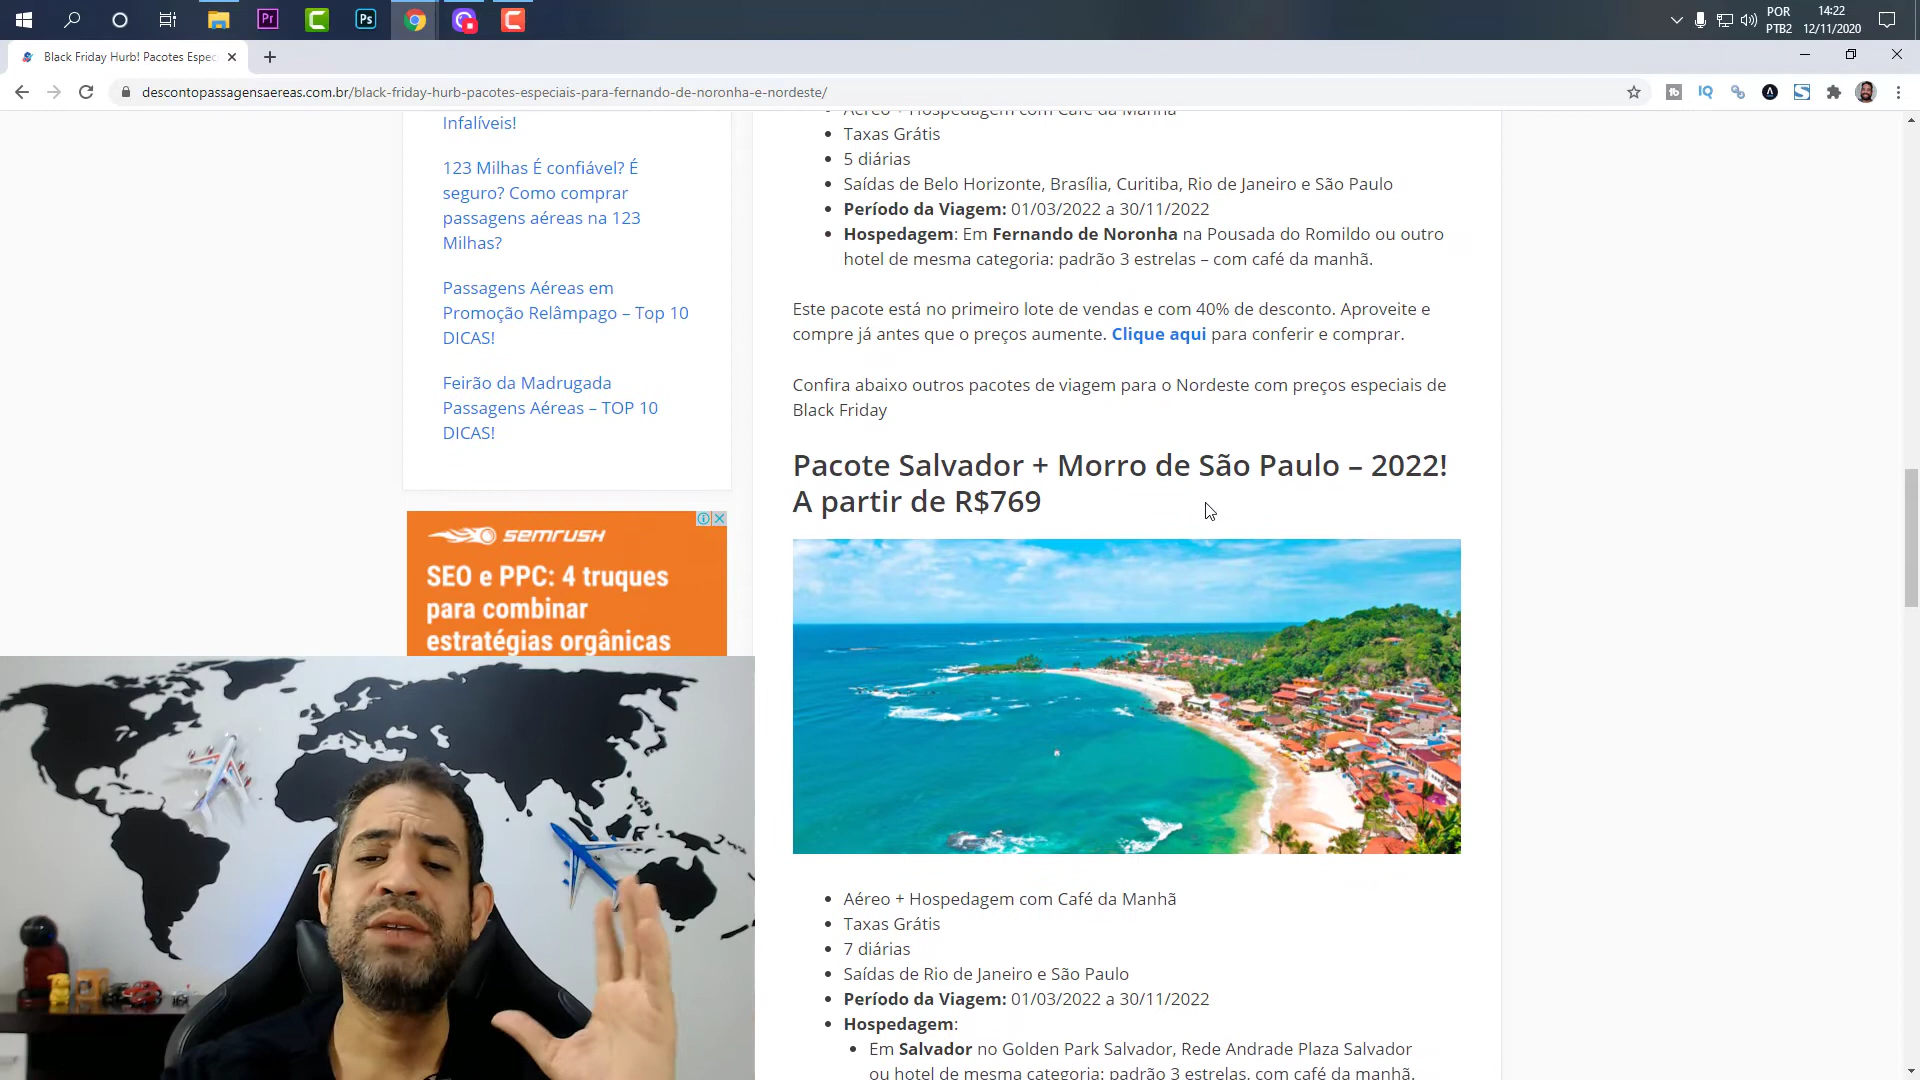 POR
PTB2
14:22
12/11/2020
Black Friday Hurb! Pacotes Espec
descontopassagensaereas.com.br/black-friday-hurb-pacotes-especiais-para-fernando-de-noronha-e-nordeste/
Infalíveis!
123 Milhas É confiável? É
seguro? Como comprar
passagens aéreas na 123
Milhas?
Passagens Aéreas em
Promoção Relâmpago – Top 10
DICAS!
Feirão da Madrugada
Passagens Aéreas – TOP 10
DICAS!
SEMRUSH
SEO e PPC: 4 truques
para combinar
estratégias orgânicas
Aéreo + Hospedagem com Café da Manhã
Taxas Grátis
5 diárias
Saídas de Belo Horizonte, Brasília, Curitiba, Rio de Janeiro e São Paulo
Período da Viagem: 01/03/2022 a 30/11/2022
Hospedagem: Em Fernando de Noronha na Pousada do Romildo ou outro
hotel de mesma categoria: padrão 3 estrelas – com café da manhã.
Este pacote está no primeiro lote de vendas e com 40% de desconto. Aproveite e
compre já antes que o preços aumente. Clique aqui para conferir e comprar.
Confira abaixo outros pacotes de viagem para o Nordeste com preços especiais de
Black Friday
Pacote Salvador + Morro de São Paulo – 2022!
A partir de R$769
Aéreo + Hospedagem com Café da Manhã
Taxas Grátis
7 diárias
Saídas de Rio de Janeiro e São Paulo
Período da Viagem: 01/03/2022 a 30/11/2022
Hospedagem:
Em Salvador no Golden Park Salvador, Rede Andrade Plaza Salvador
ou hotel de mesma categoria: padrão 3 estrelas, com café da manhã.